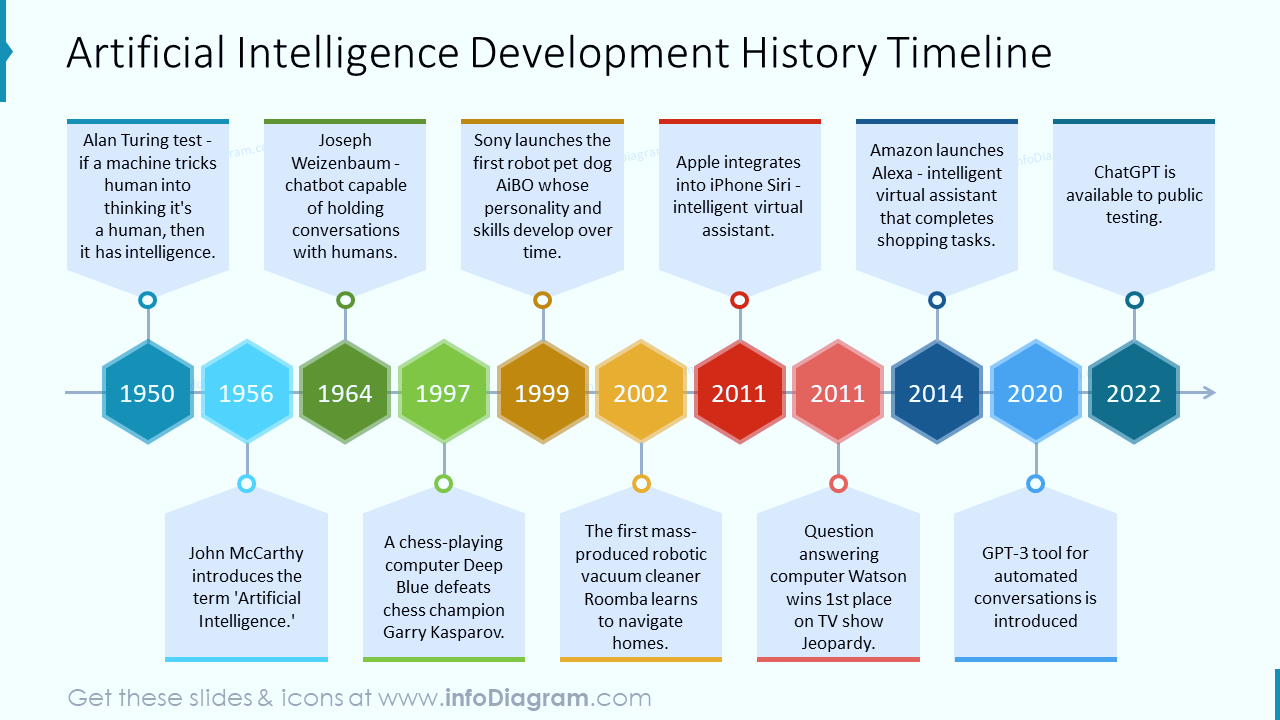 Artificial Intelligence Development History Timeline
Alan Turing test -
if a machine tricks
human into
thinking it's
a human, then
it has intelligence.
Joseph
Weizenbaum -
chatbot capable
of holding
conversations
with humans.
Sony launches the
first robot pet dog
AiBO whose
personality and
skills develop over
time.
Apple integrates
into iPhone Siri -
intelligent virtual
assistant.
Amazon launches
Alexa - intelligent
virtual assistant
that completes
shopping tasks.
ChatGPT is
available to public
testing.
1950
1956
1964
1997
1999
2002
2011
2011
2014
2020
2022
John McCarthy
introduces the
term 'Artificial
Intelligence.'
A chess-playing
computer Deep
Blue defeats
chess champion
Garry Kasparov.
The first mass-
produced robotic
vacuum cleaner
Roomba learns
to navigate
homes.
Question
answering
computer Watson
wins 1st place
on TV show
Jeopardy.
GPT-3 tool for
automated
conversations is
introduced
Get these slides & icons at www.infoDiagram.com